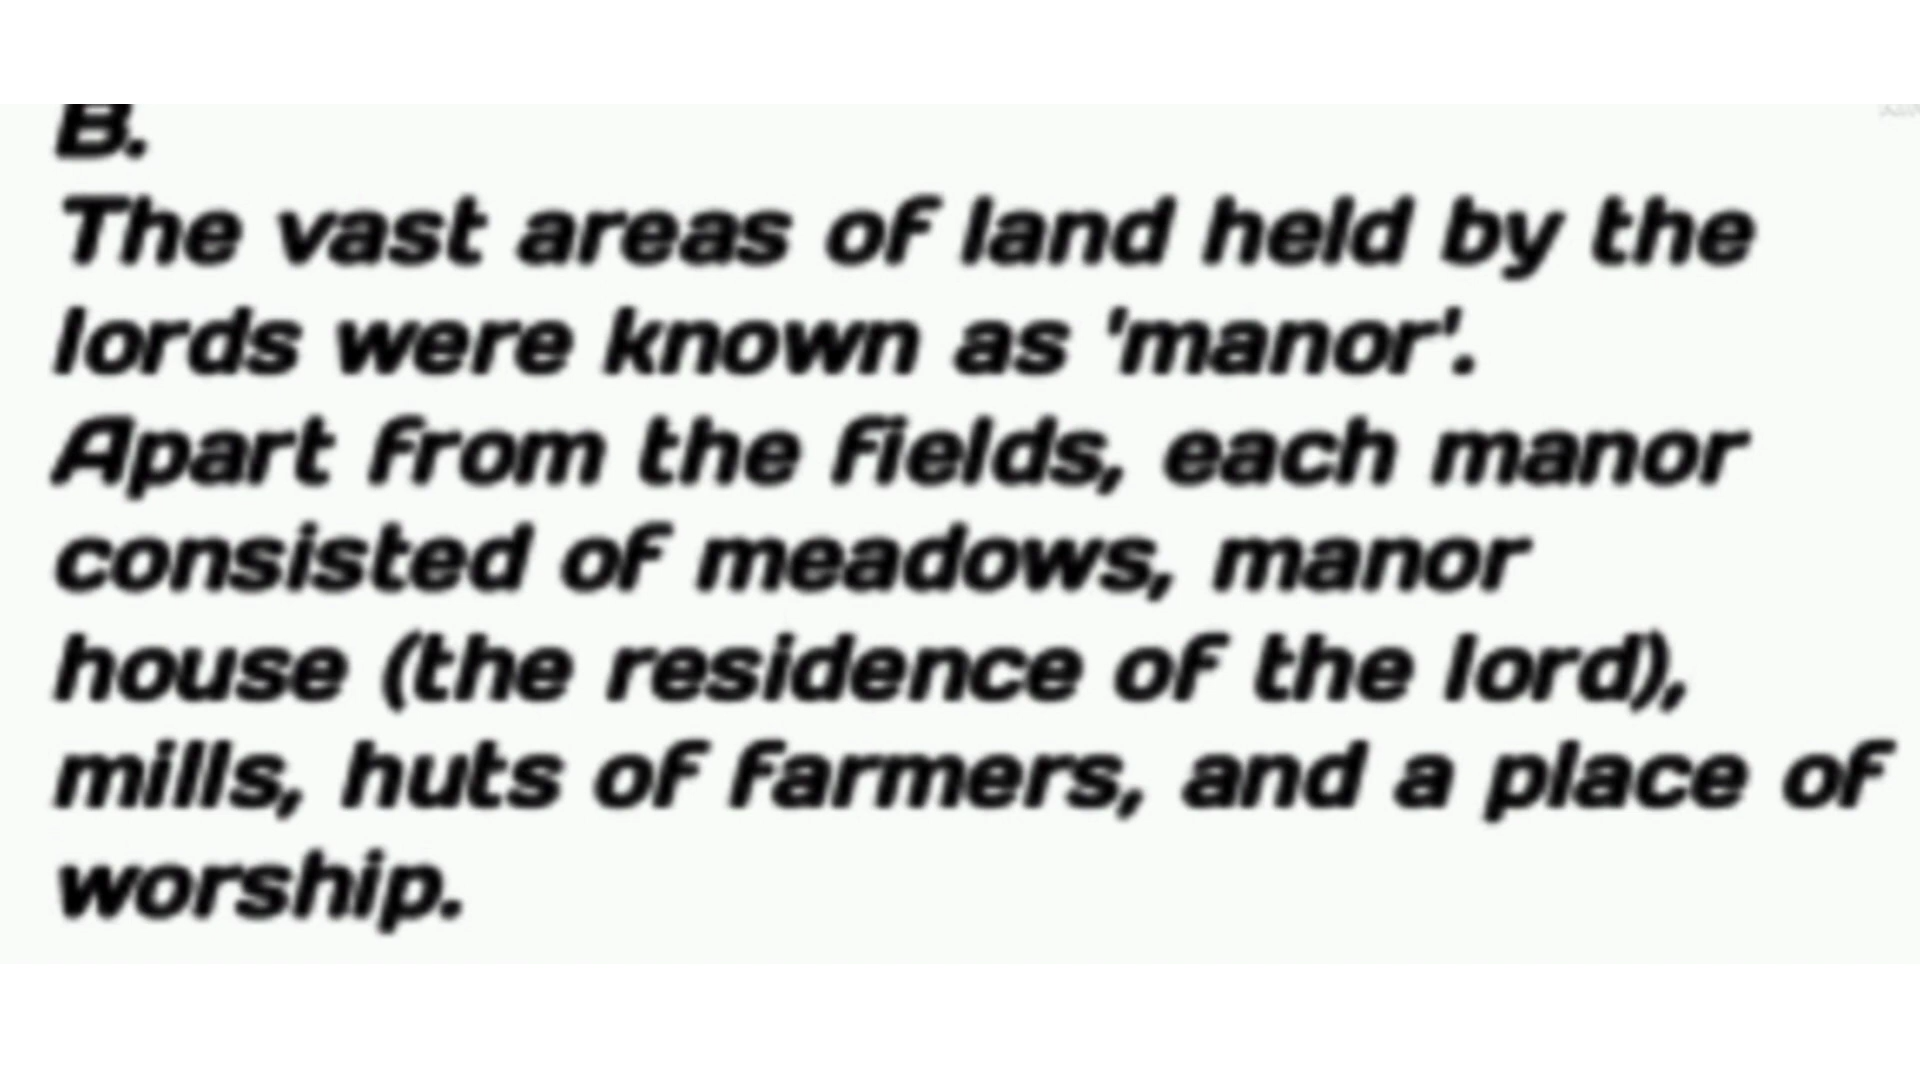 B.
The vast areas of land held by the
lords were known as 'manor'.
Apart from the fields, each manor
consisted of meadows, manor
house (the residence of the lord),
mills, huts of farmers, and a place of
worship.